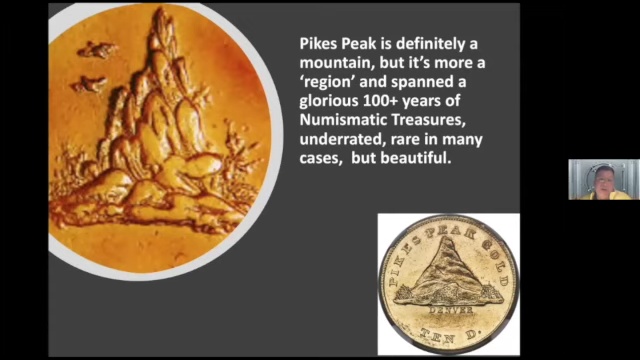 Pikes Peak is definitely a
mountain, but it's more a
'region' and spanned a
glorious 100+ years of
Numismatic Treasures,
underrated, rare in many
cases, but beautiful.
PIKES PEAK GOLD
DENVER
TEN D.